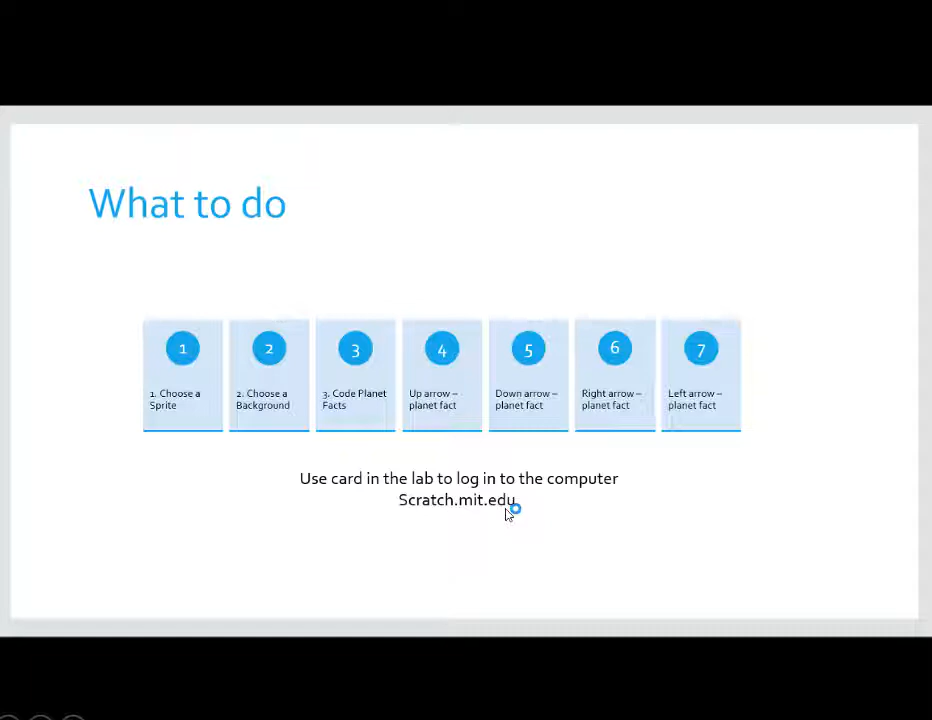 What to do
1
2
3
4
5
6
7
1. Choose a
Sprite
2. Choose a
Background
3. Code Planet
Facts
Up arrow –
planet fact
Down arrow –
planet fact
Right arrow –
planet fact
Left arrow –
planet fact
Use card in the lab to log in to the computer
Scratch.mit.edu